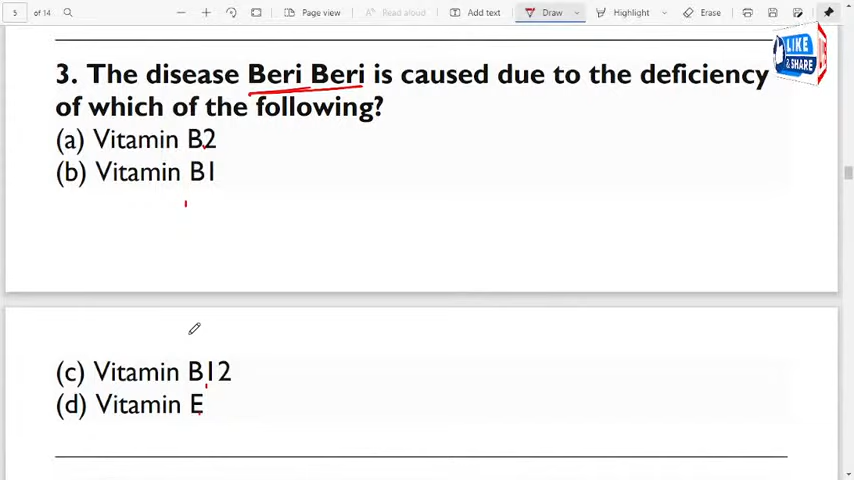 5 of 14 Page view Read aloud Add text Draw Highlight Erase
LIKE
& SHARE
3. The disease Beri Beri is caused due to the deficiency
of which of the following?
(a) Vitamin B2
(b) Vitamin B1
(c) Vitamin B12
(d) Vitamin E